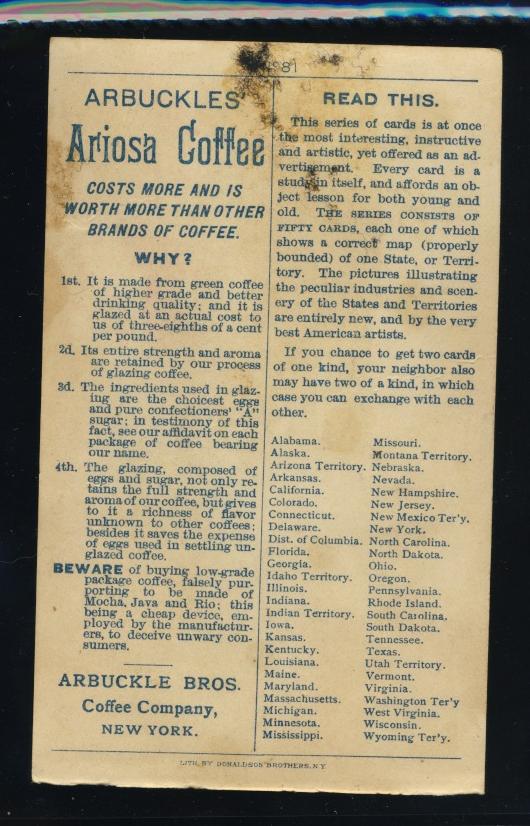 81
ARBUCKLES'
Ariosa Coffee
COSTS MORE AND IS
WORTH MORE THAN OTHER
BRANDS OF COFFEE.
WHY?
1st. It is made from green coffee
of higher grade and better
drinking quality; and it is
glazed at an actual cost to
us of three-eighths of a cent
per pound.
2d. Its entire strength and aroma
are retained by our process
of glazing coffee.
3d. The ingredients used in glaz-
ing are the choicest eggs
and pure confectioners' "A"
sugar; in testimony of this
fact, see our affidavit on each
package of coffee bearing
our name.
4th. The glazing, composed of
eggs and sugar, not only re-
tains the full strength and
aroma of our coffee, but gives
to it a richness of flavor
unknown to other coffees;
besides it saves the expense
of eggs used in settling un-
glazed coffee.
BEWARE of buying low-grade
package coffee, falsely pur-
porting to be made of
Mocha, Java and Rio; this
being a cheap device, em-
ployed by the manufactur-
ers, to deceive unwary con-
sumers.
ARBUCKLE BROS.
Coffee Company,
NEW YORK.
READ THIS.
This series of cards is at once
the most interesting, instructive
and artistic, yet offered as an ad-
vertisement. Every card is a
study in itself, and affords an ob-
ject lesson for both young and
old. THE SERIES CONSISTS OF
FIFTY CARDS, each one of which
shows a correct map (properly
bounded) of one State, or Terri-
tory. The pictures illustrating
the peculiar industries and scen-
ery of the States and Territories
are entirely new, and by the very
best American artists.
If you chance to get two cards
of one kind, your neighbor also
may have two of a kind, in which
case you can exchange with each
other.
Alabama.
Alaska.
Arizona Territory.
Arkansas.
California.
Colorado.
Connecticut.
Delaware.
Dist. of Columbia.
Florida.
Georgia.
Idaho Territory.
Illinois.
Indiana.
Indian Territory.
Iowa.
Kansas.
Kentucky.
Louisiana.
Maine.
Maryland.
Massachusetts.
Michigan.
Minnesota.
Mississippi.
Missouri.
Montana Territory.
Nebraska.
Nevada.
New Hampshire.
New Jersey.
New Mexico Ter'y.
New York.
North Carolina.
North Dakota.
Ohio.
Oregon.
Pennsylvania.
Rhode Island.
South Carolina.
South Dakota.
Tennessee.
Texas.
Utah Territory.
Vermont.
Virginia.
Washington Ter'y
West Virginia.
Wisconsin.
Wyoming Ter'y.
LITH. BY DONALDSON BROTHERS, N.Y.